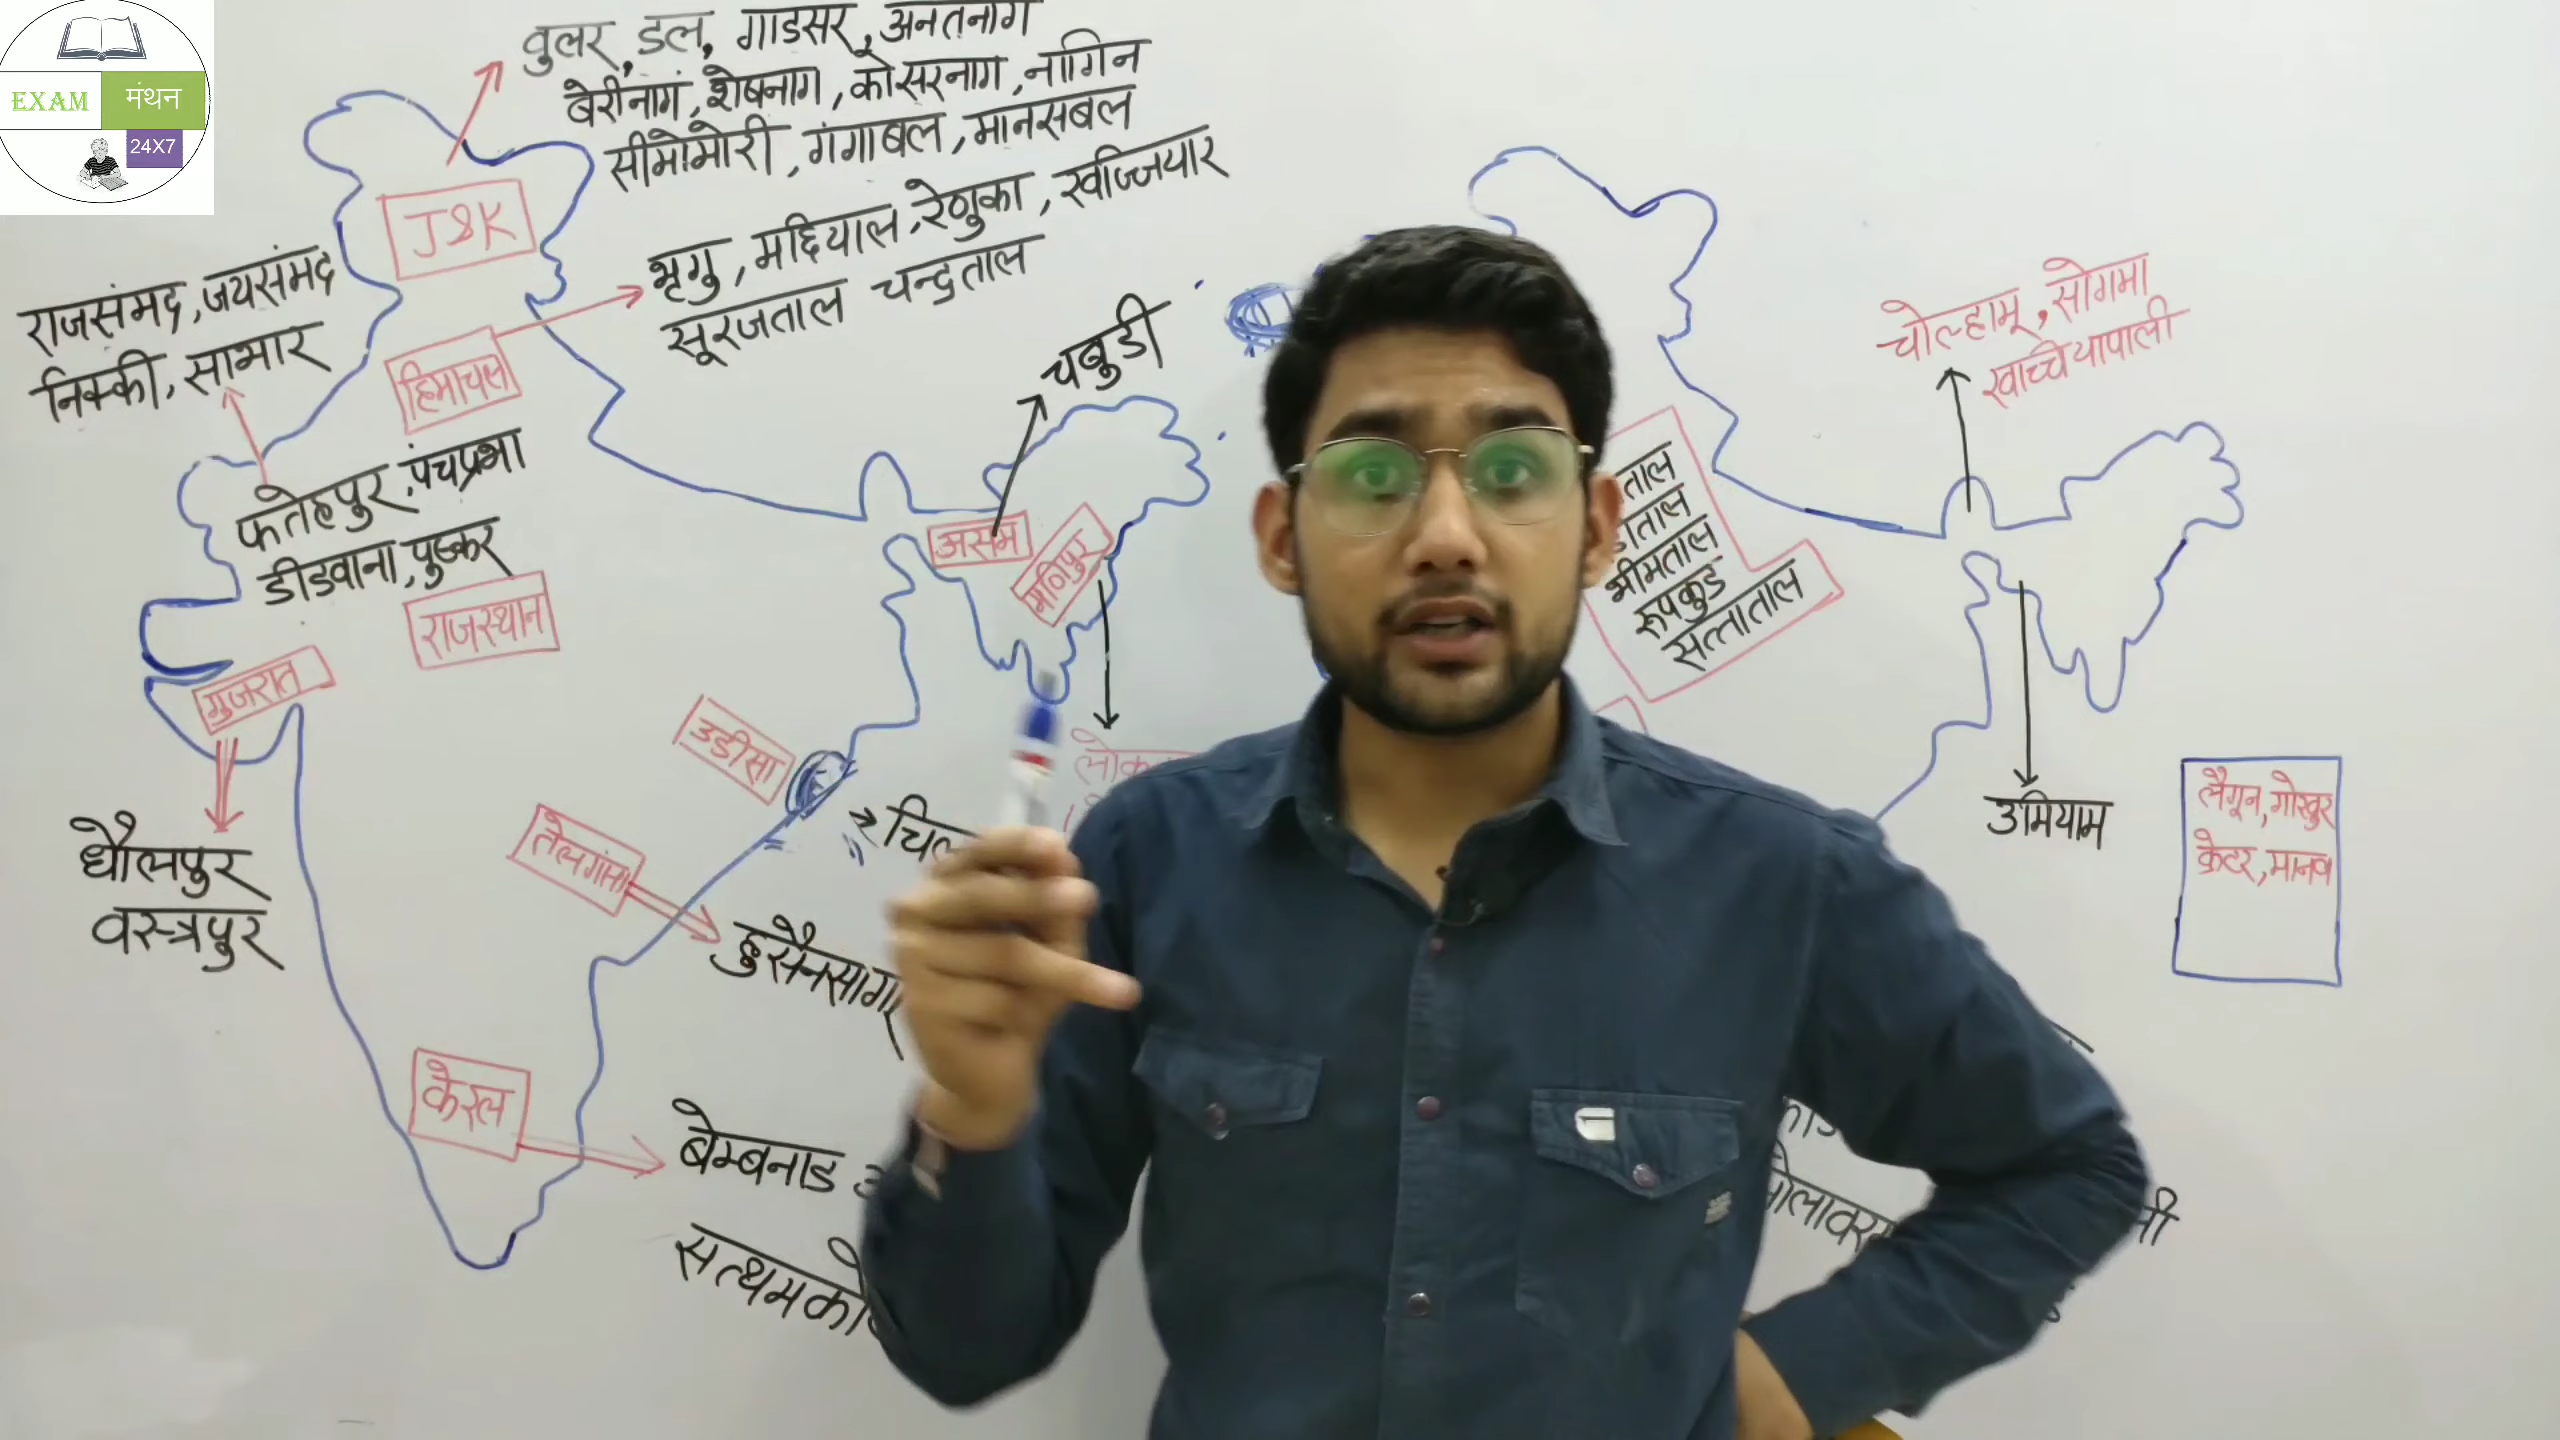 EXAM मंथन
24X7
वुलर, डल, गाडसर, अनतनाग
बेरीनाग, शेषनाग, कोसरनाग, नागिन
सीमोमोरी, गंगाबल, मानसबल
J&K
राजसंमद, जयसंमद
निक्की, साभार
भृगु, मद्दियाल, रेणुका, खज्जियार
सूरजताल चन्द्रताल
हिमाचल
चबुडी
फतेहपुर, पंचप्रभा
डीडवाना, पुष्कर
राजस्थान
असम
मणिपुर
गुजरात
धौलपुर
वस्त्रपुर
उडीसा
तेलगाना
हुसैनसागर
केरल
बेम्बनाड
चोल्हामू, सोगमा
खाच्चेयापाली
भीमताल
रूपकुड
सत्ताताल
उमियाम
लैगून, गोखुर
क्रेटर, मानव